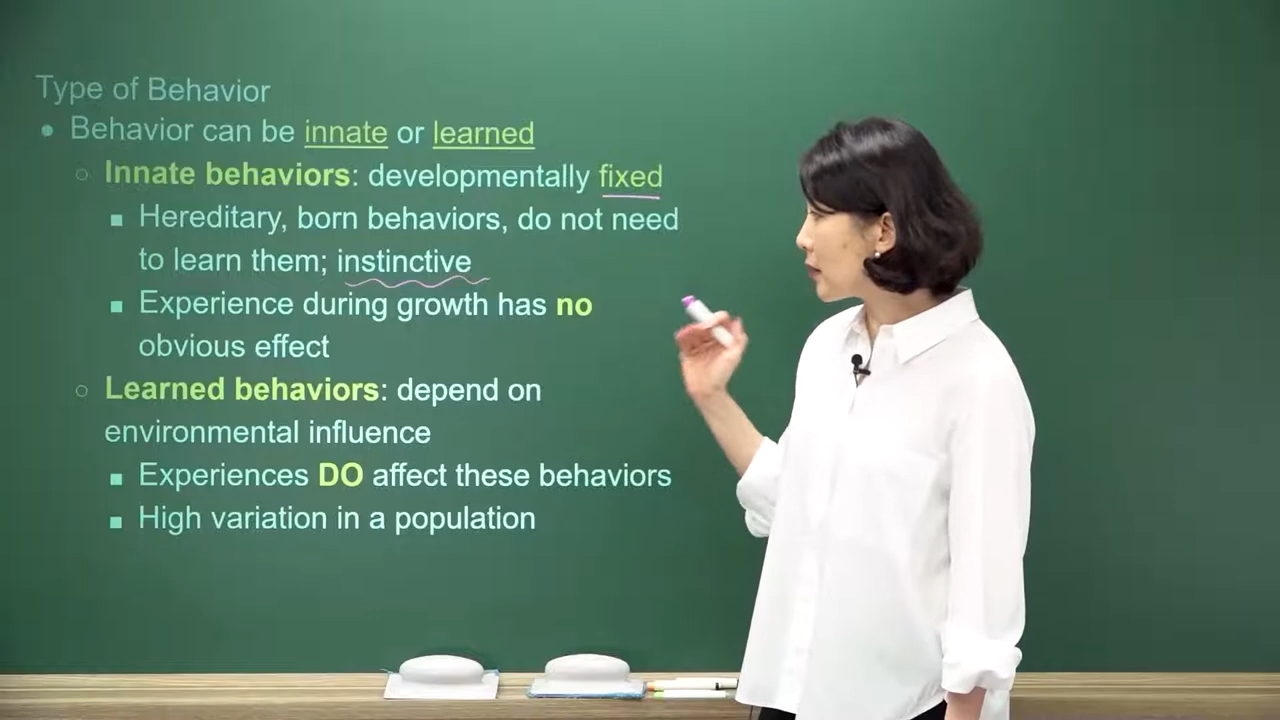 Type of Behavior
● Behavior can be innate or learned
○ Innate behaviors: developmentally fixed
■ Hereditary, born behaviors, do not need
to learn them; instinctive
■ Experience during growth has no
obvious effect
○ Learned behaviors: depend on
environmental influence
■ Experiences DO affect these behaviors
■ High variation in a population